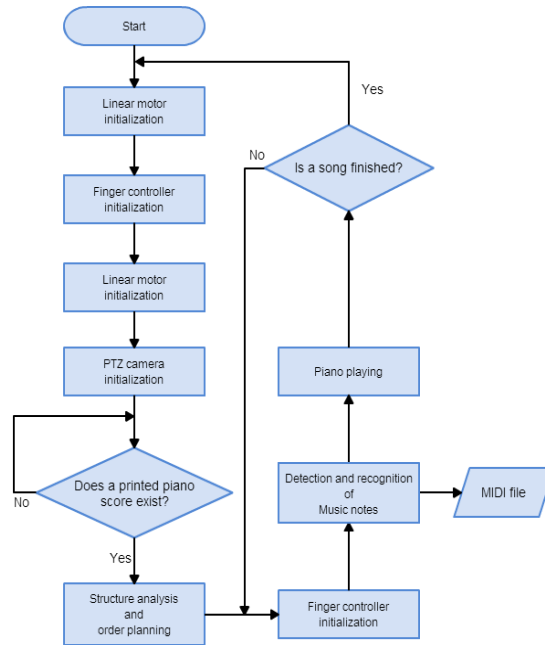 Start
Yes
Linear motor
initialization
No
Is a song finished?
Finger controller
initialization
Linear motor
initialization
PTZ camera
initialization
Piano playing
Does a printed piano
score exist?
No
Detection and recognition
of
Music notes
MIDI file
Yes
Structure analysis
and
order planning
Finger controller
initialization